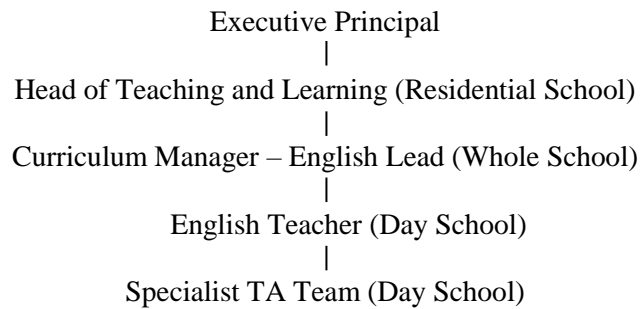 Executive Principal
Head of Teaching and Learning (Residential School)
Curriculum Manager – English Lead (Whole School)
English Teacher (Day School)
Specialist TA Team (Day School)